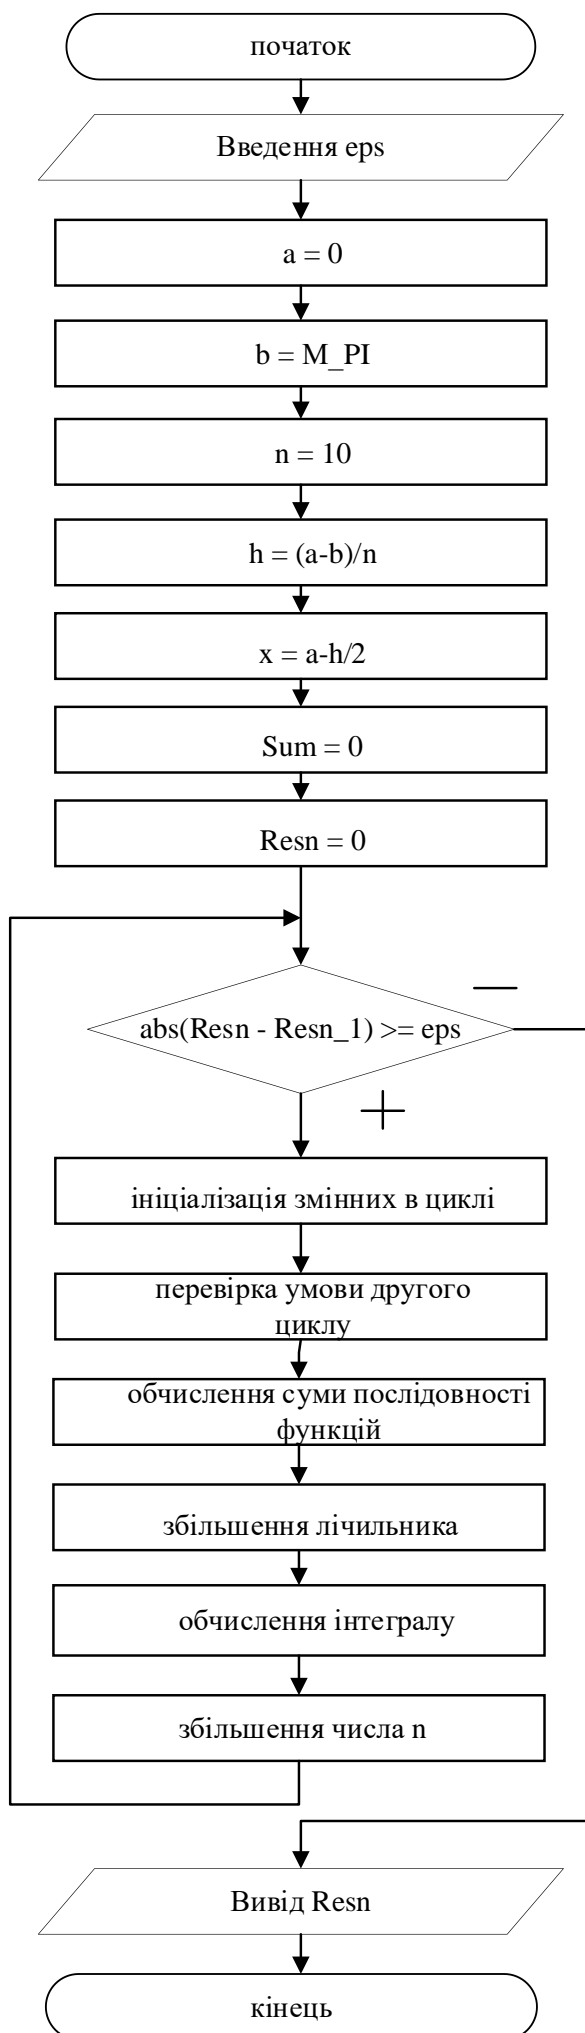 початок
Введення eps
a = 0
b = M_PI
n = 10
h = (a-b)/n
x = a-h/2
Sum = 0
Resn = 0
abs(Resn - Resn_1) >= eps
—
+
ініціалізація змінних в циклі
перевірка умови другого
циклу
обчислення суми послідовності
функцій
збільшення лічильника
обчислення інтегралу
збільшення числа n
Вивід Resn
кінець